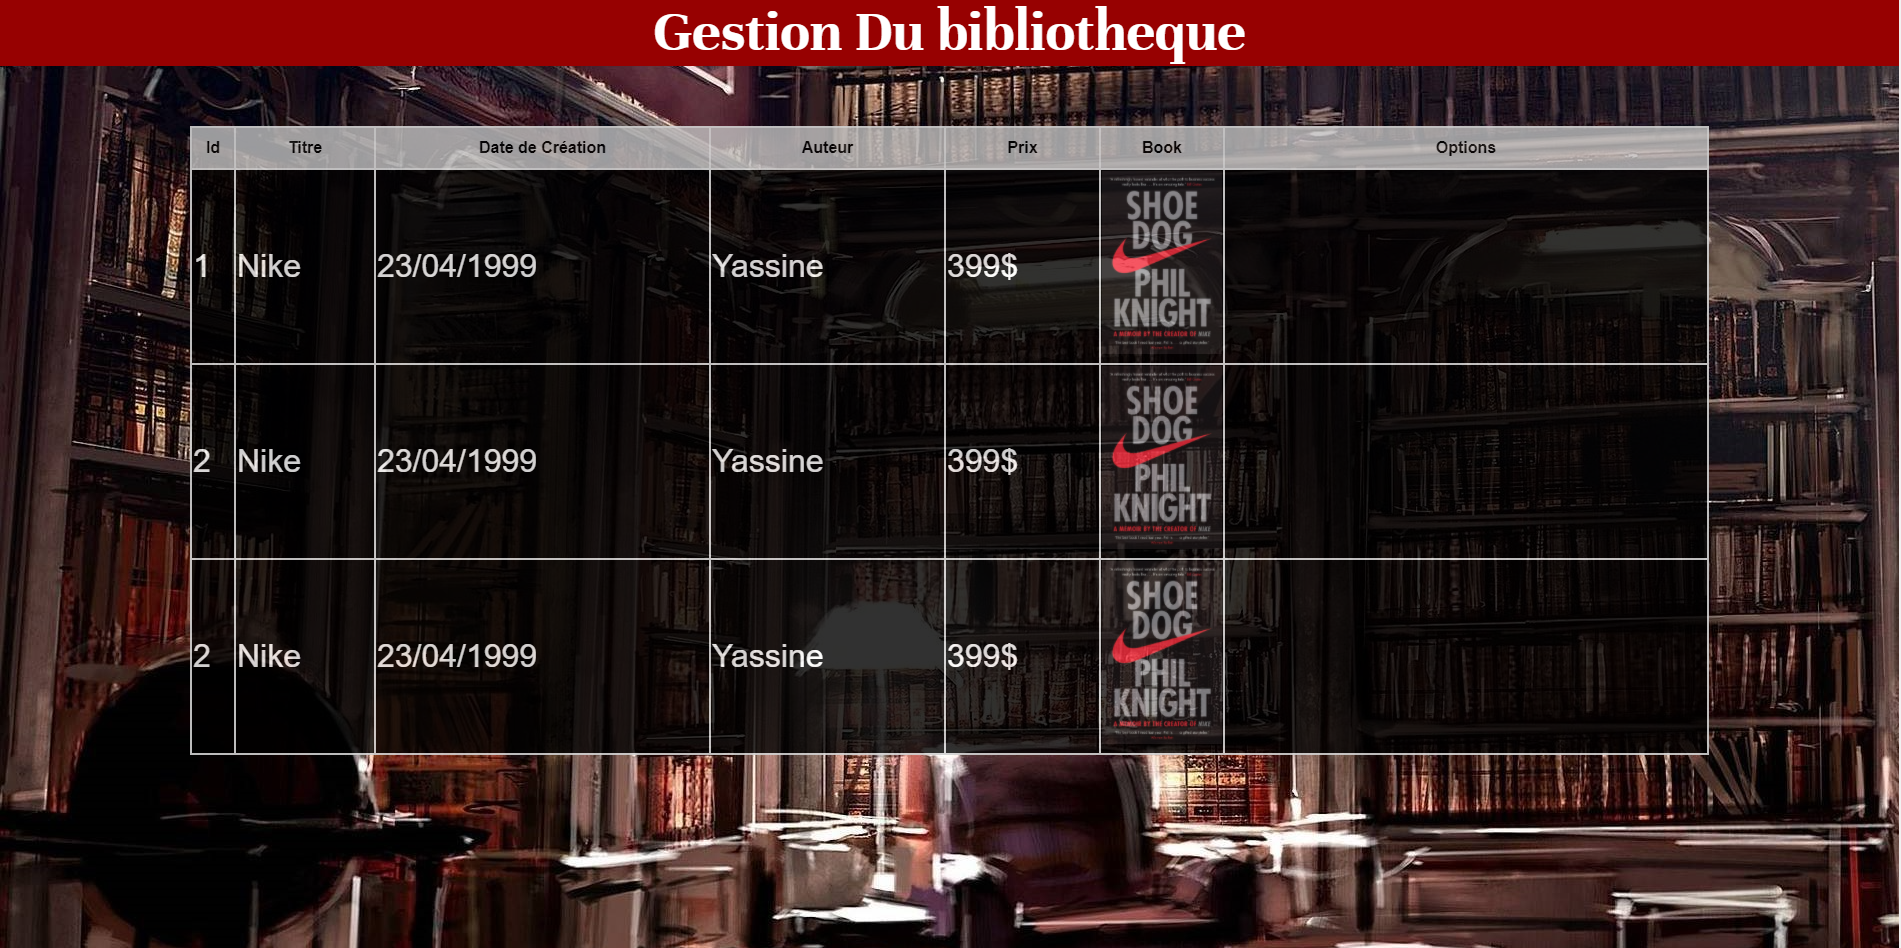 Gestion Du bibliotheque
Id Titre Date de Création Auteur Prix Book Options
1 Nike 23/04/1999 Yassine 399$
SHOE
DOG
PHIL
KNIGHT
A MEMOIR BY THE CREATOR OF NIKE
2 Nike 23/04/1999 Yassine 399$
SHOE
DOG
PHIL
KNIGHT
A MEMOIR BY THE CREATOR OF NIKE
2 Nike 23/04/1999 Yassine 399$
SHOE
DOG
PHIL
KNIGHT
A MEMOIR BY THE CREATOR OF NIKE